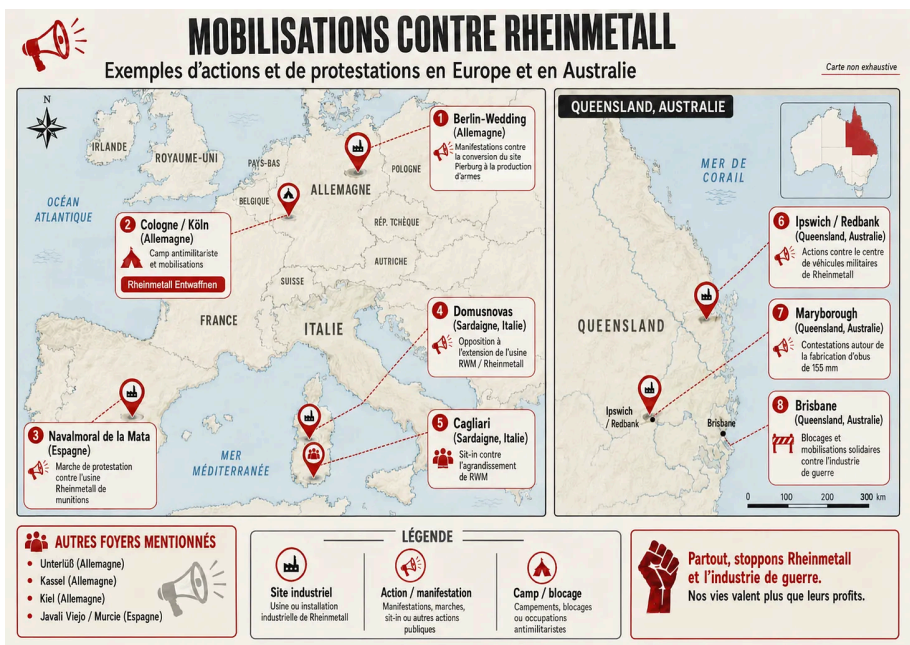 MOBILISATIONS CONTRE RHEINMETALL
Exemples d'actions et de protestations en Europe et en Australie
Carte non exhaustive
N
IRLANDE
ROYAUME-UNI
PAYS-BAS
BELGIQUE
ALLEMAGNE
POLOGNE
RÉP. TCHÈQUE
AUTRICHE
SUISSE
FRANCE
ITALIE
OCÉAN
ATLANTIQUE
MER
MÉDITERRANÉE
1 Berlin-Wedding
(Allemagne)
Manifestations contre
la conversion du site
Pierburg à la production
d'armes
2 Cologne / Köln
(Allemagne)
Camp antimilitariste
et mobilisations
Rheinmetall Entwaffnen
3 Navalmoral de la Mata
(Espagne)
Marche de protestation
contre l'usine
Rheinmetall de
munitions
4 Domusnovas
(Sardaigne, Italie)
Opposition à
l'extension de l'usine
RWM / Rheinmetall
5 Cagliari
(Sardaigne, Italie)
Sit-in contre
l'agrandissement
de RWM
QUEENSLAND, AUSTRALIE
MER DE
CORAIL
QUEENSLAND
Ipswich
/ Redbank
Brisbane
6 Ipswich / Redbank
(Queensland, Australie)
Actions contre le centre
de véhicules militaires
de Rheinmetall
7 Maryborough
(Queensland, Australie)
Contestations autour de
la fabrication d'obus
de 155 mm
8 Brisbane
(Queensland, Australie)
Blocages et
mobilisations solidaires
contre l'industrie
de guerre
0 100 200 300 km
AUTRES FOYERS MENTIONNÉS
• Unterlüß (Allemagne)
• Kassel (Allemagne)
• Kiel (Allemagne)
• Javali Viejo / Murcie (Espagne)
LÉGENDE
Site industriel
Usine ou installation
industrielle de Rheinmetall
Action / manifestation
Manifestations, marches,
sit-in ou autres actions
publiques
Camp / blocage
Campements, blocages
ou occupations
antimilitaristes
Partout, stoppons Rheinmetall
et l'industrie de guerre.
Nos vies valent plus que leurs profits.